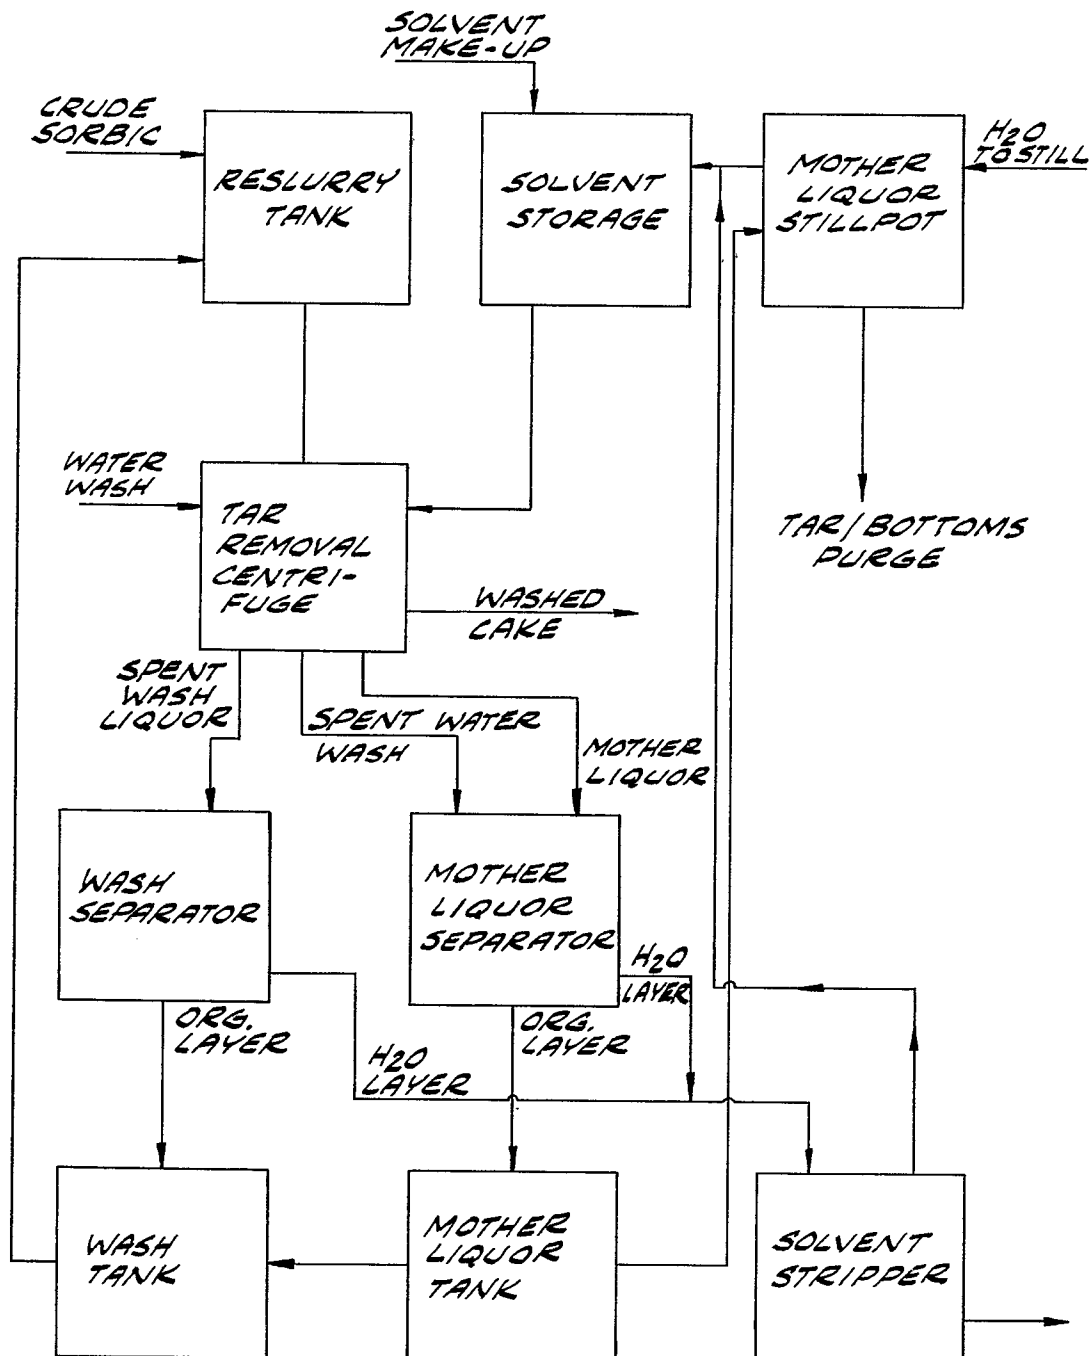 SOLVENT
MAKE-UP
CRUDE
SORBIC
RESLURRY
TANK
SOLVENT
STORAGE
MOTHER
LIQUOR
STILLPOT
H2O
TO STILL
WATER
WASH
TAR
REMOVAL
CENTRI-
FUGE
WASHED
CAKE
TAR/BOTTOMS
PURGE
SPENT
WASH
LIQUOR
SPENT WATER
WASH
MOTHER
LIQUOR
WASH
SEPARATOR
MOTHER
LIQUOR
SEPARATOR
H2O
LAYER
ORG.
LAYER
ORG.
LAYER
H2O
LAYER
WASH
TANK
MOTHER
LIQUOR
TANK
SOLVENT
STRIPPER